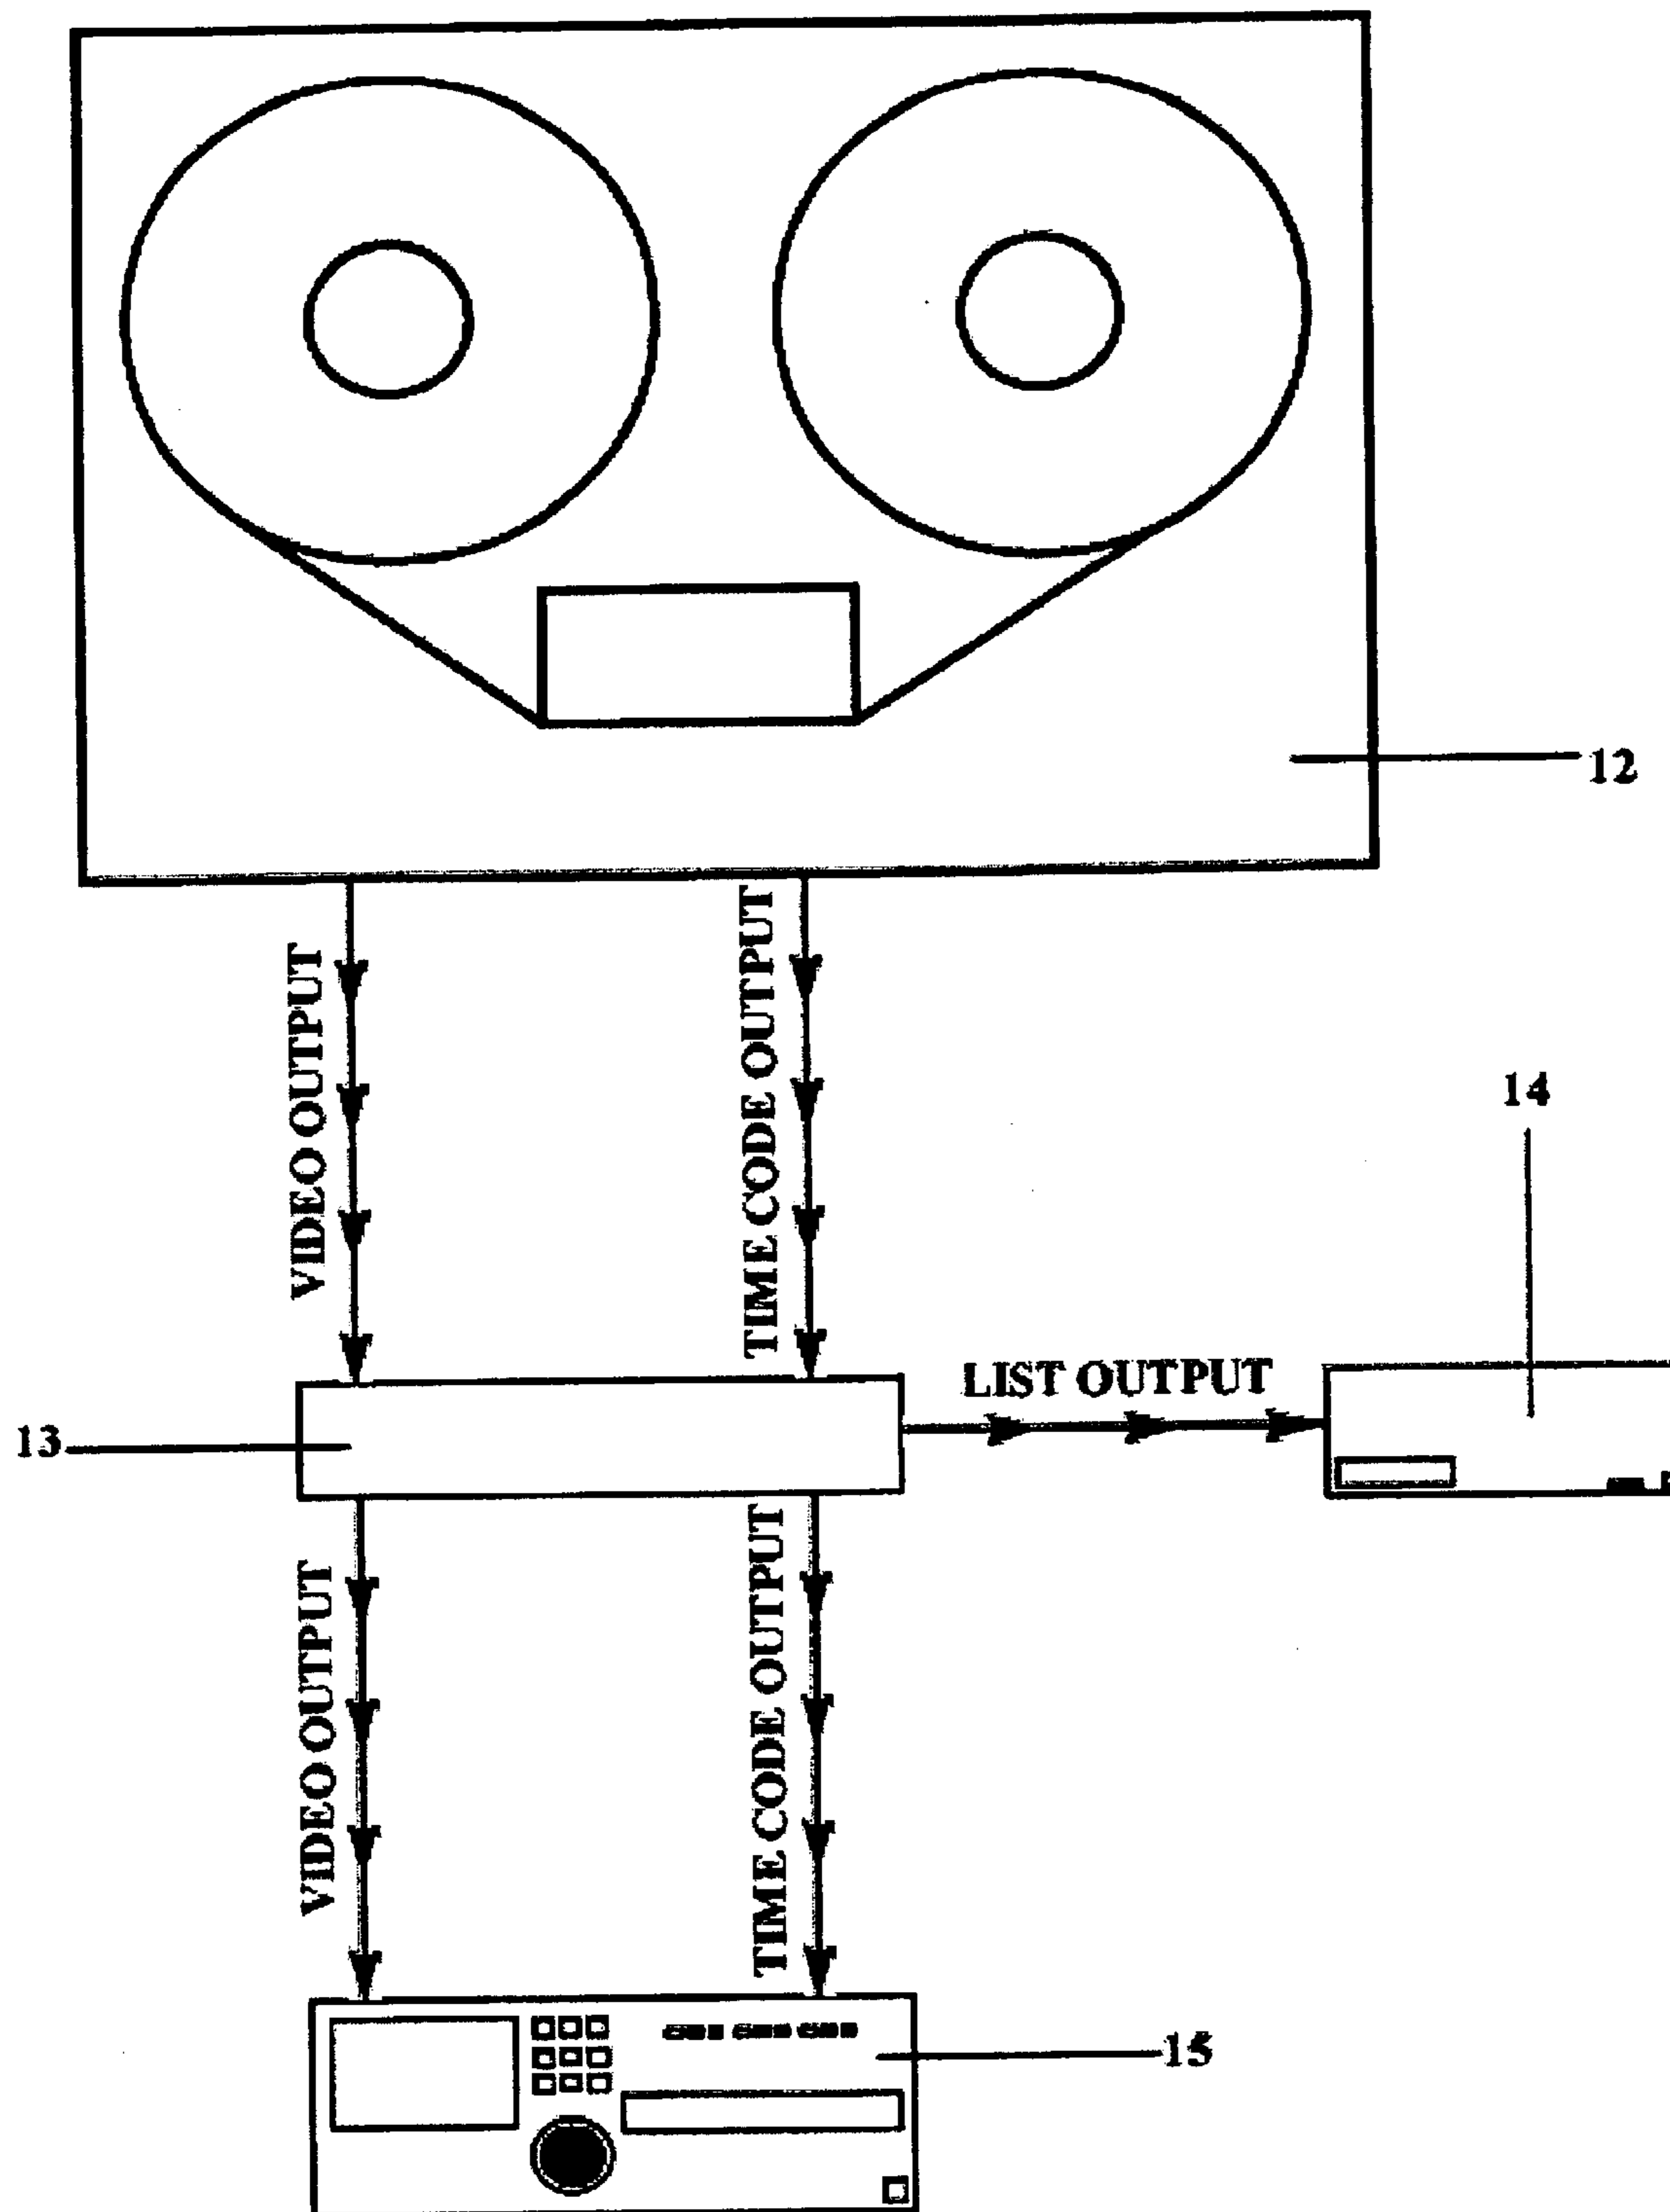 12
VIDEO OUTPUT
TIME CODE OUTPUT
14
LIST OUTPUT
13
VIDEO OUTPUT
TIME CODE OUTPUT
15